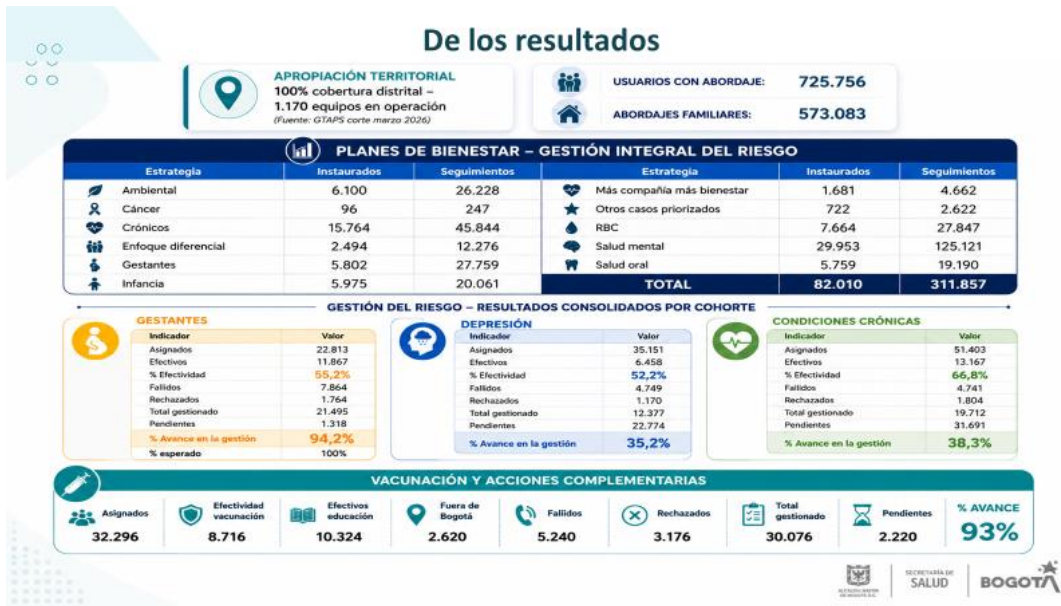 De los resultados
APROPIACIÓN TERRITORIAL
100% cobertura distrital –
1.170 equipos en operación
(Fuente: GTAPS corte marzo 2026)
USUARIOS CON ABORDAJE: 725.756
ABORDAJES FAMILIARES: 573.083
PLANES DE BIENESTAR – GESTIÓN INTEGRAL DEL RIESGO
Estrategia Instaurados Seguimientos Estrategia Instaurados Seguimientos
Ambiental 6.100 26.228 Más compañía más bienestar 1.681 4.662
Cáncer 96 247 Otros casos priorizados 722 2.622
Crónicos 15.764 45.844 RBC 7.664 27.847
Enfoque diferencial 2.494 12.276 Salud mental 29.953 125.121
Gestantes 5.802 27.759 Salud oral 5.759 19.190
Infancia 5.975 20.061 TOTAL 82.010 311.857
GESTIÓN DEL RIESGO – RESULTADOS CONSOLIDADOS POR COHORTE
GESTANTES
Indicador Valor
Asignados 22.813
Efectivos 11.867
% Efectividad 55,2%
Fallidos 7.864
Rechazados 1.764
Total gestionado 21.495
Pendientes 1.318
% Avance en la gestión 94,2%
% esperado 100%
DEPRESIÓN
Indicador Valor
Asignados 35.151
Efectivos 6.458
% Efectividad 52,2%
Fallidos 4.749
Rechazados 1.170
Total gestionado 12.377
Pendientes 22.774
% Avance en la gestión 35,2%
CONDICIONES CRÓNICAS
Indicador Valor
Asignados 51.403
Efectivos 13.167
% Efectividad 66,8%
Fallidos 4.741
Rechazados 1.804
Total gestionado 19.712
Pendientes 31.691
% Avance en la gestión 38,3%
VACUNACIÓN Y ACCIONES COMPLEMENTARIAS
Asignados
32.296
Efectividad
vacunación
8.716
Efectivos
educación
10.324
Fuera de
Bogotá
2.620
Fallidos
5.240
Rechazados
3.176
Total
gestionado
30.076
Pendientes
2.220
% AVANCE
93%
ALCALDÍA MAYOR
DE BOGOTÁ D.C.
SECRETARÍA DE
SALUD
BOGOTÁ